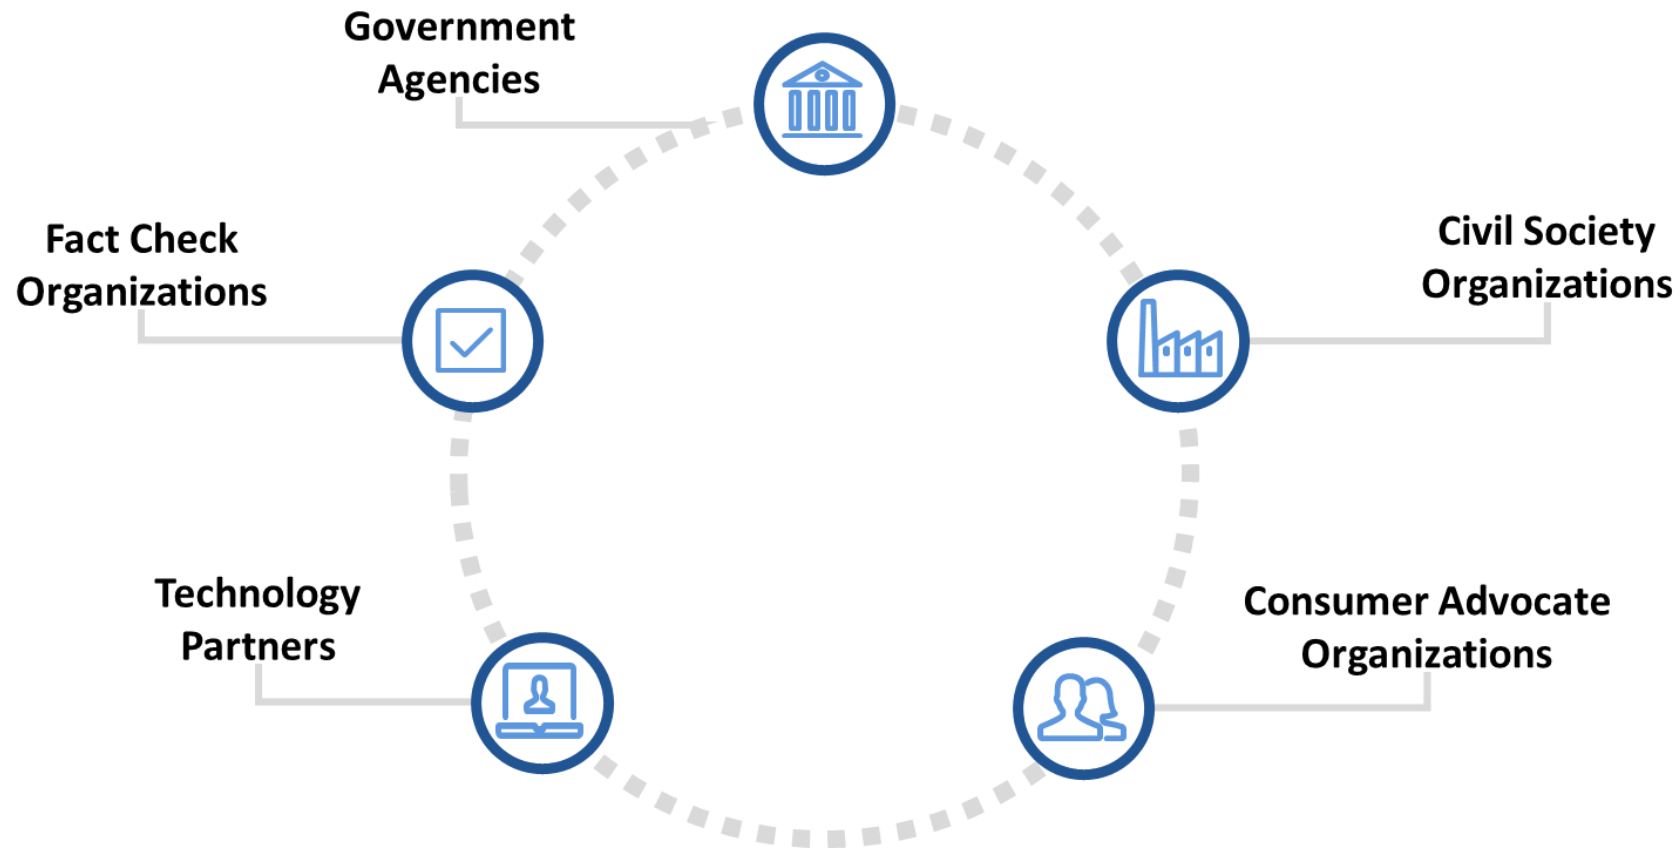 Government
Agencies
Fact Check
Organizations
Civil Society
Organizations
Technology
Partners
Consumer Advocate
Organizations